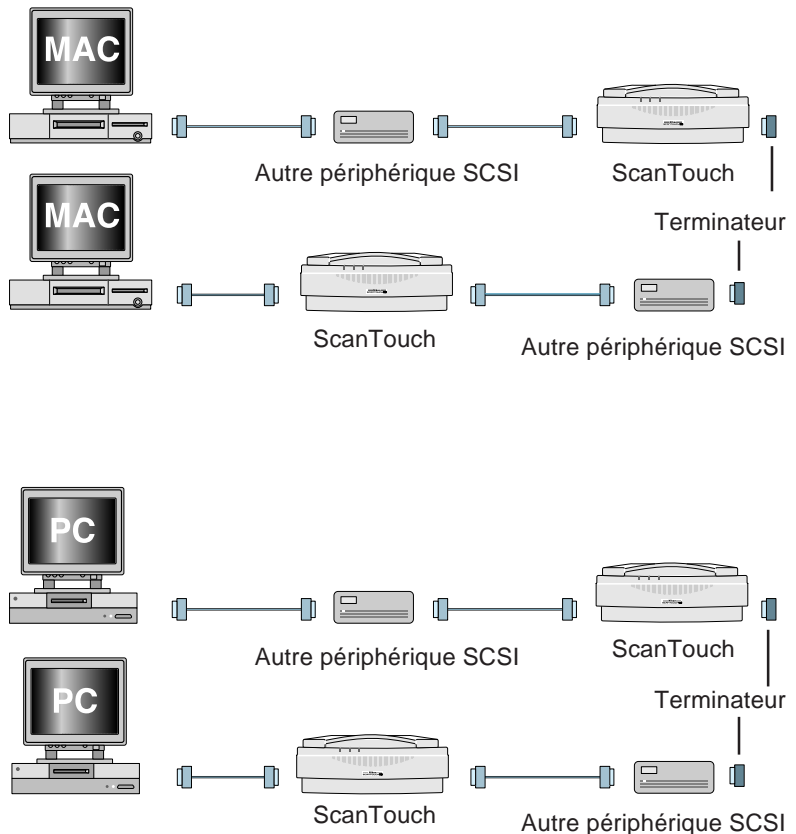 MAC
Autre périphérique SCSI
ScanTouch
Terminateur
MAC
ScanTouch
Autre périphérique SCSI
PC
Autre périphérique SCSI
ScanTouch
Terminateur
PC
ScanTouch
Autre périphérique SCSI